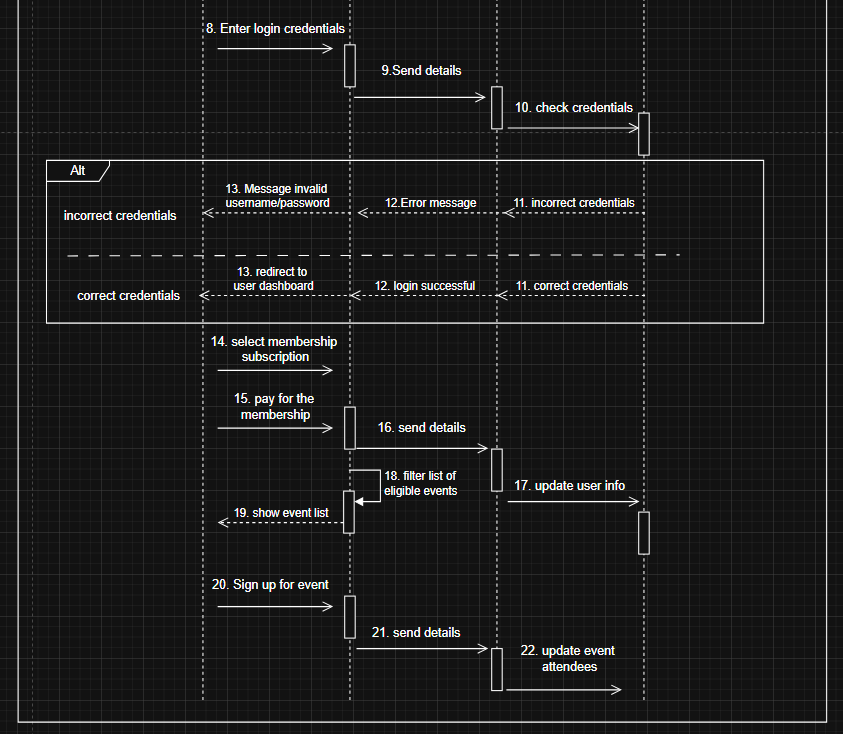 8. Enter login credentials
9.Send details
10. check credentials
Alt
13. Message invalid
username/password
12.Error message
11. incorrect credentials
incorrect credentials
13. redirect to
user dashboard
12. login successful
11. correct credentials
correct credentials
14. select membership
subscription
15. pay for the
membership
16. send details
18. filter list of
eligible events
17. update user info
19. show event list
20. Sign up for event
21. send details
22. update event
attendees